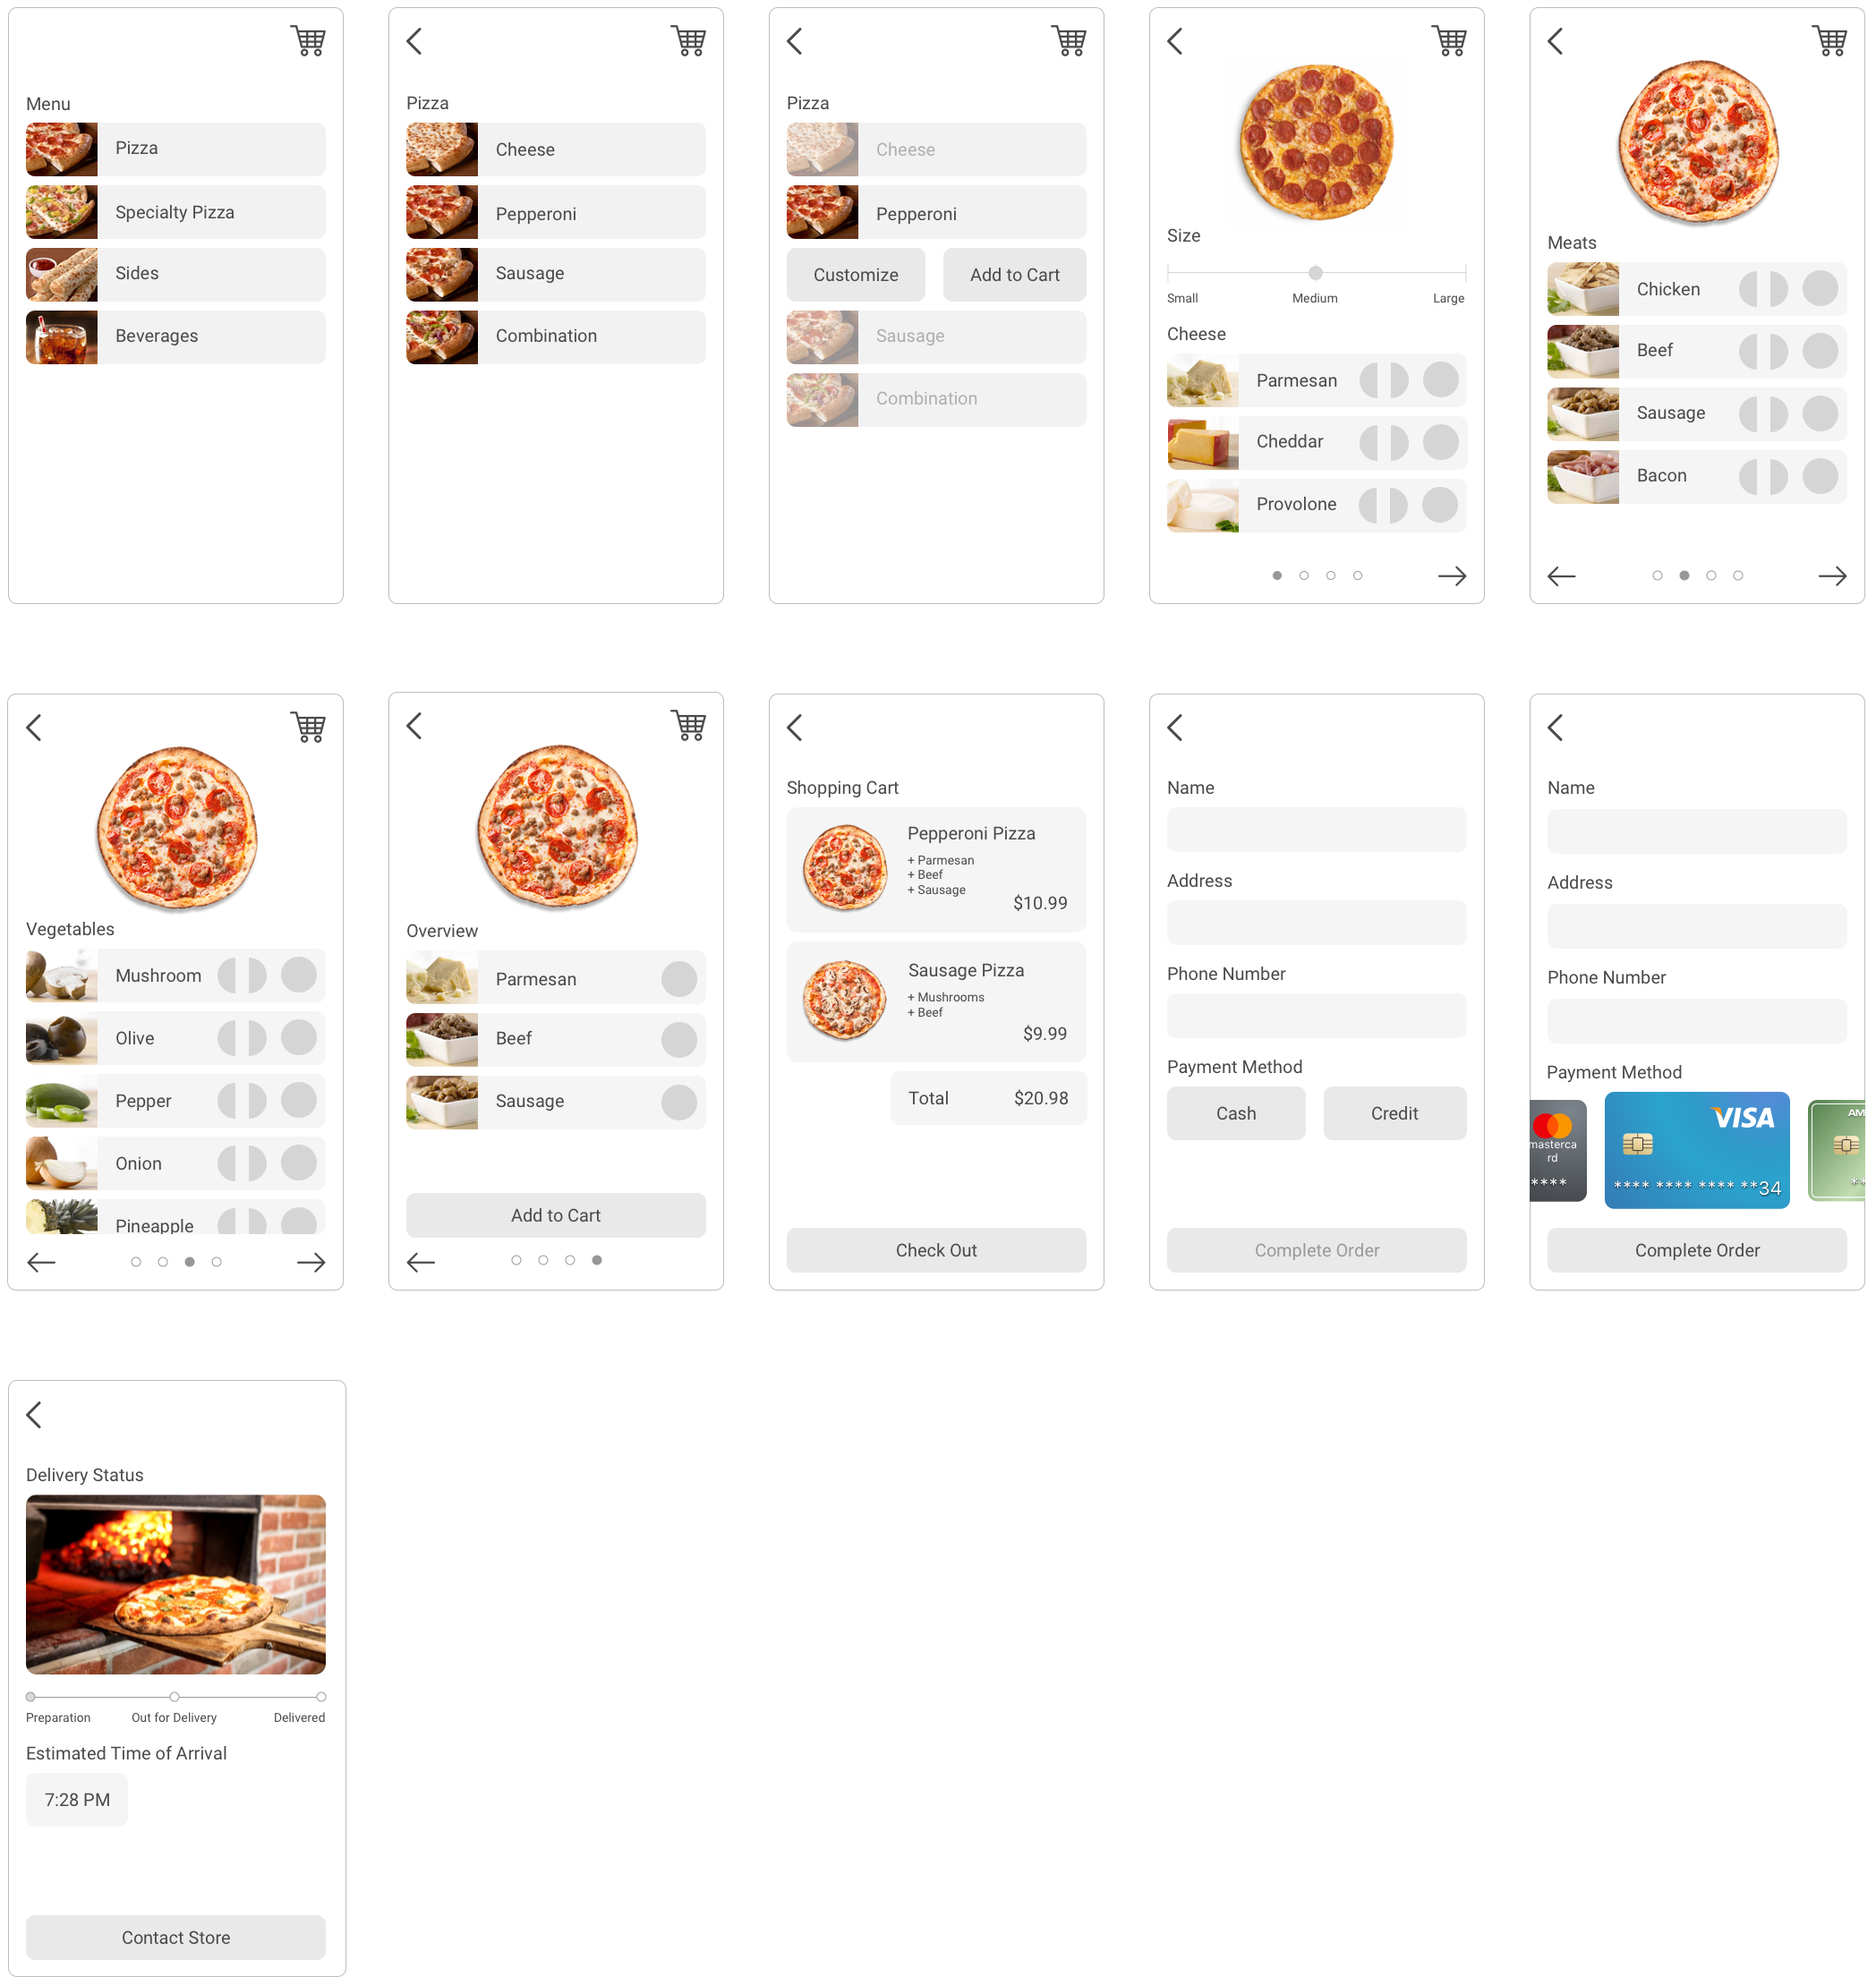 Menu
Pizza
Specialty Pizza
Sides
Beverages
Pizza
Cheese
Pepperoni
Sausage
Combination
Pizza
Cheese
Pepperoni
Customize
Add to Cart
Sausage
Combination
Size
Small
Medium
Large
Cheese
Parmesan
Cheddar
Provolone
Meats
Chicken
Beef
Sausage
Bacon
Vegetables
Mushroom
Olive
Pepper
Onion
Pineapple
Overview
Parmesan
Beef
Sausage
Add to Cart
Shopping Cart
Pepperoni Pizza
+ Parmesan
+ Beef
+ Sausage
$10.99
Sausage Pizza
+ Mushrooms
+ Beef
$9.99
Total $20.98
Check Out
Name
Address
Phone Number
Payment Method
Cash
Credit
Complete Order
Name
Address
Phone Number
Payment Method
masterca
rd
****
VISA
**** **** **** **34
AM
**
Complete Order
Delivery Status
Preparation
Out for Delivery
Delivered
Estimated Time of Arrival
7:28 PM
Contact Store